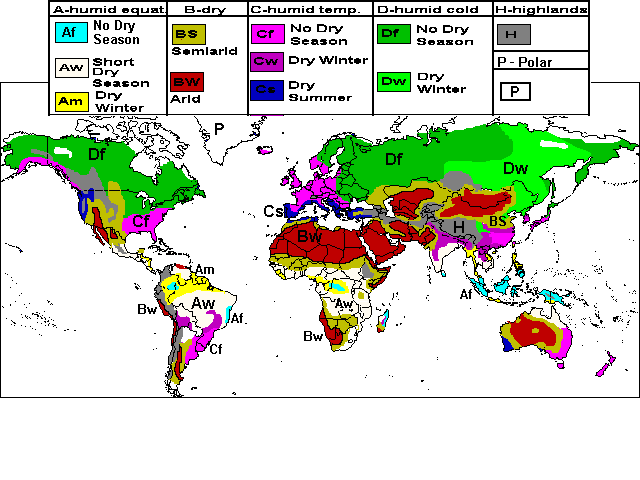 A-humid equat. B-dry C-humid temp. D-humid cold H-highlands
Af No Dry Season
Aw Short Dry Season
Am Dry Winter
BS Semiarid
BW Arid
Cf No Dry Season
Cw Dry Winter
Cs Dry Summer
Df No Dry Season
Dw Dry Winter
H
P - Polar
P
P
Df
Df
Dw
Cf
Cs
Bw
BS
H
Am
Aw
Aw
Af
Bw
Af.
Bw
Cf